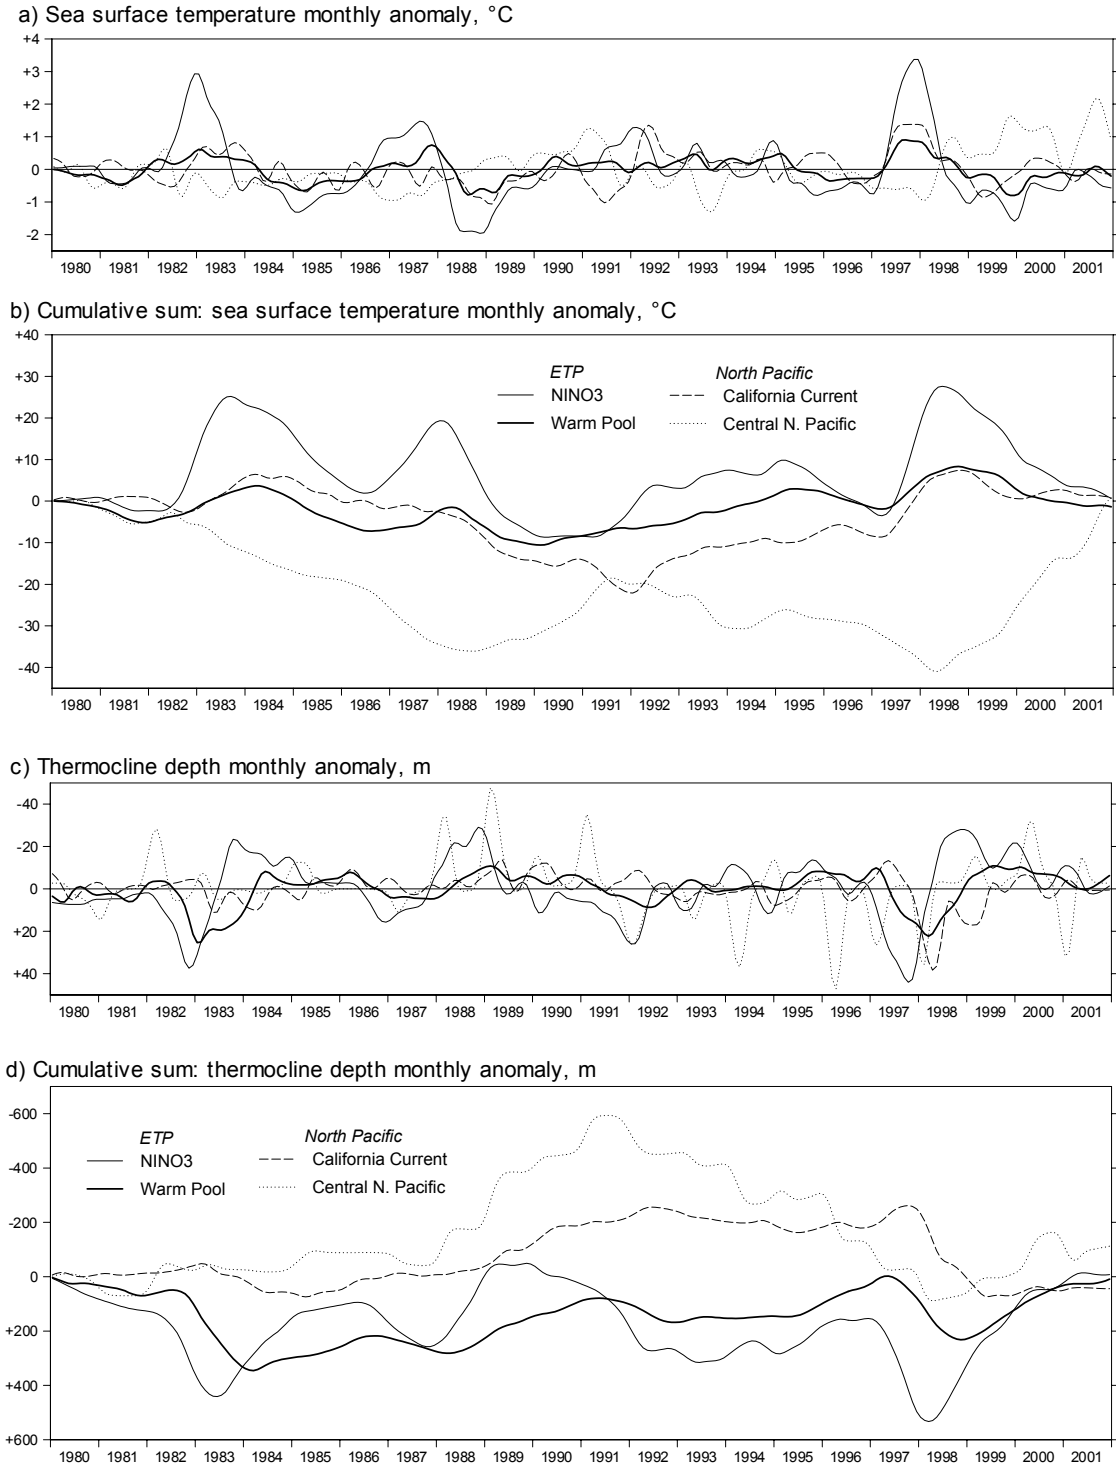 a) Sea surface temperature monthly anomaly, °C
+4
+3
+2
+1
0
-1
-2
1980 1981 1982 1983 1984 1985 1986 1987 1988 1989 1990 1991 1992 1993 1994 1995 1996 1997 1998 1999 2000 2001
b) Cumulative sum: sea surface temperature monthly anomaly, °C
+40
+30
+20
+10
0
-10
-20
-30
-40
ETP North Pacific
NINO3 California Current
Warm Pool Central N. Pacific
1980 1981 1982 1983 1984 1985 1986 1987 1988 1989 1990 1991 1992 1993 1994 1995 1996 1997 1998 1999 2000 2001
c) Thermocline depth monthly anomaly, m
-40
-20
0
+20
+40
1980 1981 1982 1983 1984 1985 1986 1987 1988 1989 1990 1991 1992 1993 1994 1995 1996 1997 1998 1999 2000 2001
d) Cumulative sum: thermocline depth monthly anomaly, m
-600
-400
-200
0
+200
+400
+600
ETP North Pacific
NINO3 California Current
Warm Pool Central N. Pacific
1980 1981 1982 1983 1984 1985 1986 1987 1988 1989 1990 1991 1992 1993 1994 1995 1996 1997 1998 1999 2000 2001